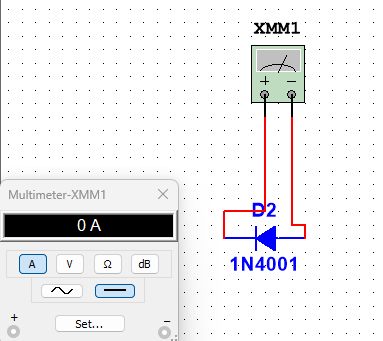 XMM1
+ −
Multimeter-XMM1
0 A
A V Ω dB
+ Set... −
D2
1N4001